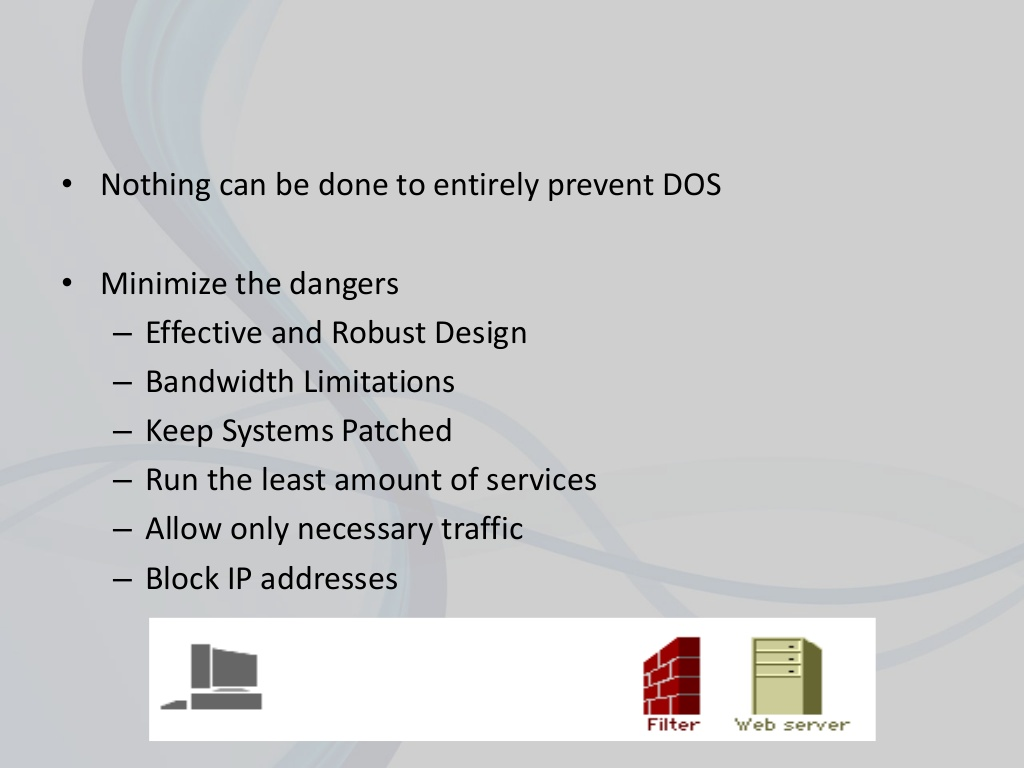 • Nothing can be done to entirely prevent DOS
• Minimize the dangers
– Effective and Robust Design
– Bandwidth Limitations
– Keep Systems Patched
– Run the least amount of services
– Allow only necessary traffic
– Block IP addresses
Filter Web server